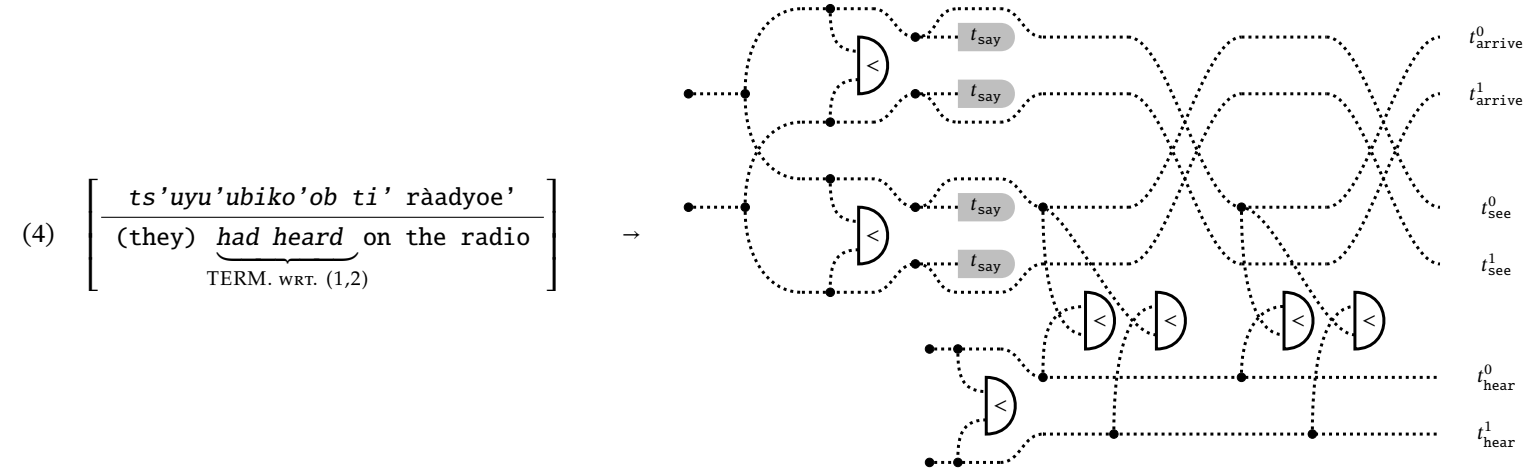 (4)
ts'uyu'ubiko'ob ti' ràadyoe'
(they) had heard on the radio
TERM. WRT. (1,2)
→
<
t_say
t_say
<
t_say
t_say
<
<
<
<
<
t^0_arrive
t^1_arrive
t^0_see
t^1_see
t^0_hear
t^1_hear